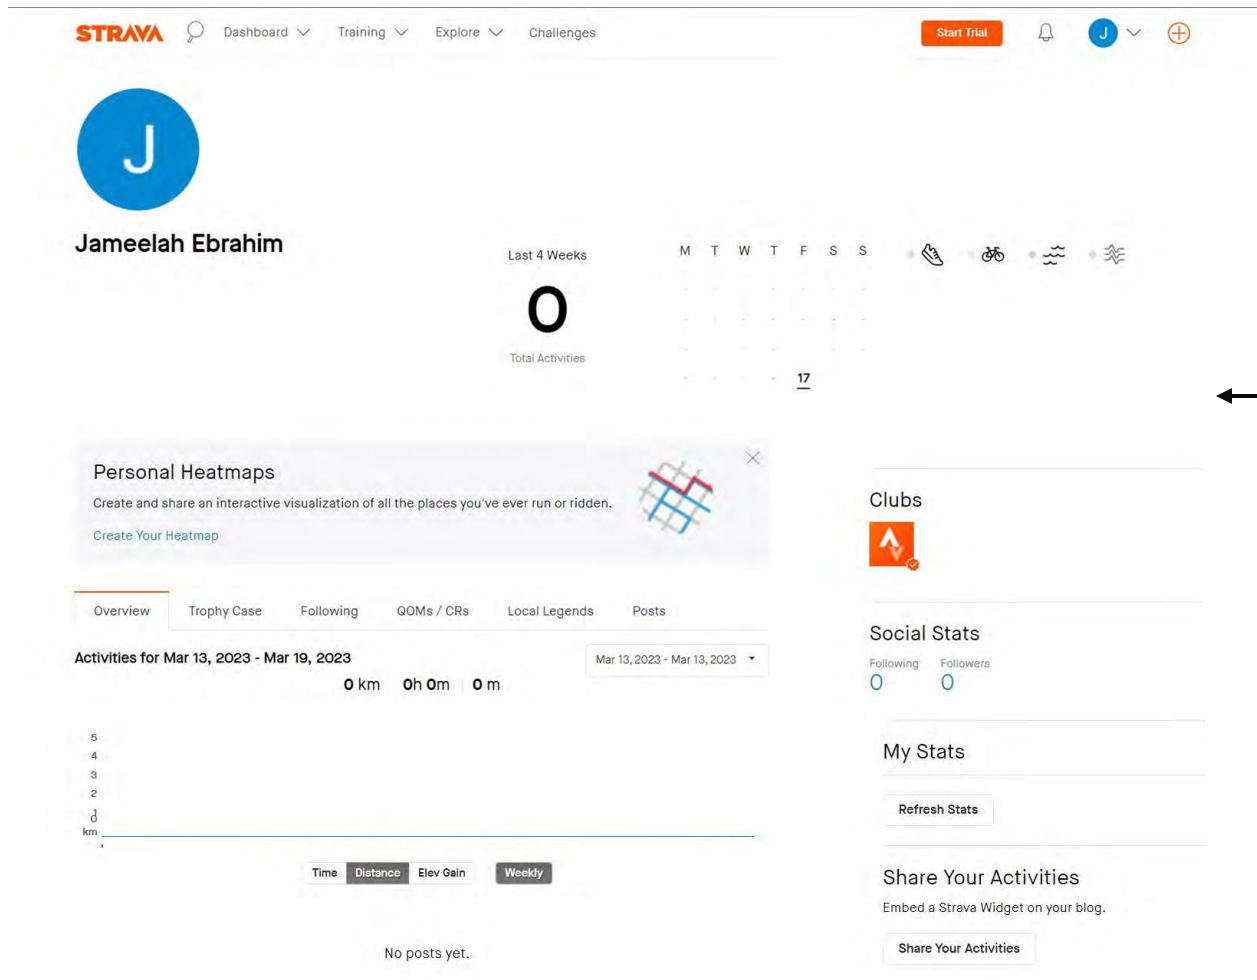 STRAVA Dashboard Training Explore Challenges Start Trial J
J
Jameelah Ebrahim
Last 4 Weeks
0
Total Activities
M T W T F S S
17
Personal Heatmaps
Create and share an interactive visualization of all the places you've ever run or ridden.
Create Your Heatmap
Clubs
Overview Trophy Case Following QOMs / CRs Local Legends Posts
Activities for Mar 13, 2023 - Mar 19, 2023
Mar 13, 2023 - Mar 13, 2023
0 km 0h 0m 0 m
5
4
3
2
1
0
km
Time Distance Elev Gain Weekly
No posts yet.
Social Stats
Following Followers
0 0
My Stats
Refresh Stats
Share Your Activities
Embed a Strava Widget on your blog.
Share Your Activities